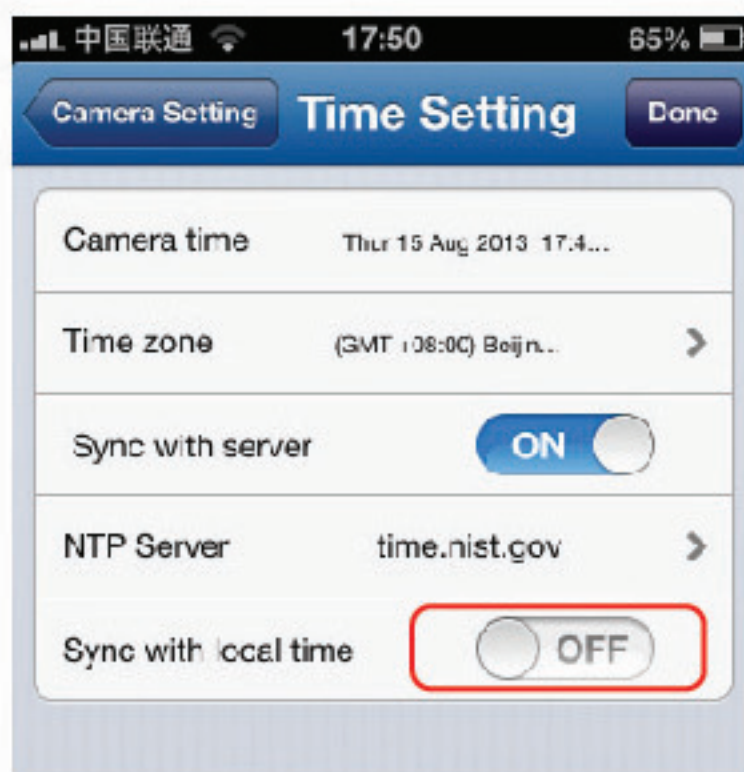 中国联通 17:50 65%
Camera Setting Time Setting Done
Camera time Thur 15 Aug 2013 17:4...
Time zone (GMT +08:00) Beijin...
Sync with server ON
NTP Server time.nist.gov >
Sync with local time OFF